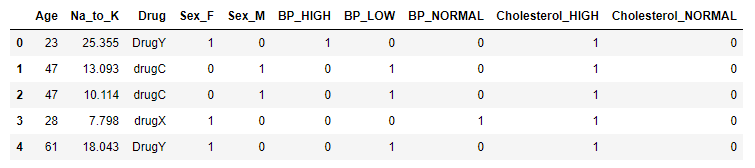 Age Na_to_K Drug Sex_F Sex_M BP_HIGH BP_LOW BP_NORMAL Cholesterol_HIGH Cholesterol_NORMAL
0 23 25.355 DrugY 1 0 1 0 0 1 0
1 47 13.093 drugC 0 1 0 1 0 1 0
2 47 10.114 drugC 0 1 0 1 0 1 0
3 28 7.798 drugX 1 0 0 0 1 1 0
4 61 18.043 DrugY 1 0 0 1 0 1 0